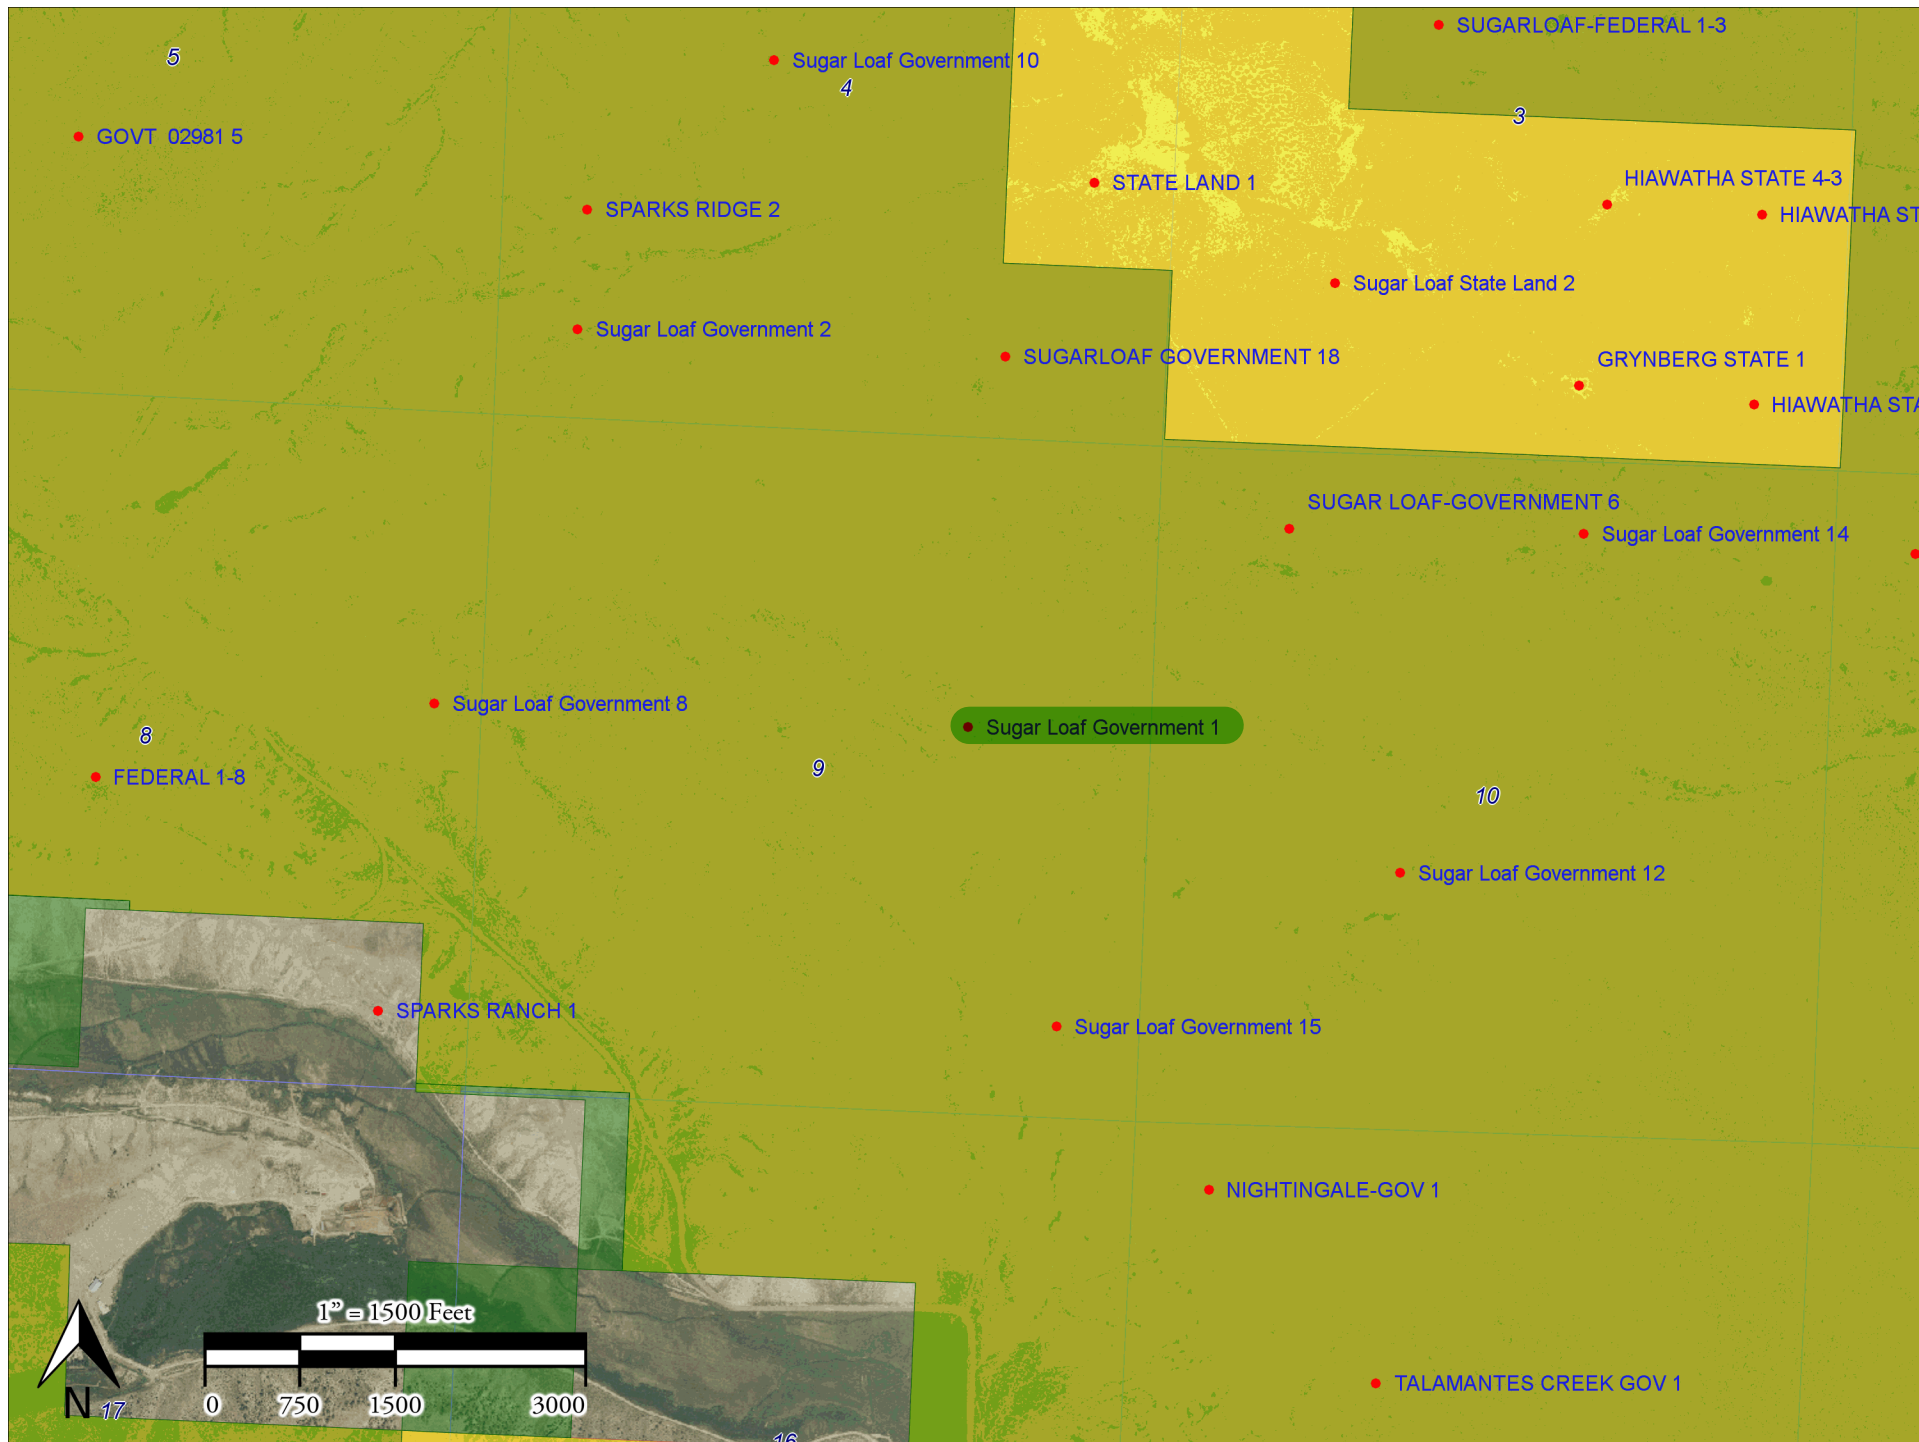 SUGARLOAF-FEDERAL 1-3
5
Sugar Loaf Government 10
4
3
GOVT 02981 5
HIAWATHA STATE 4-3
STATE LAND 1
SPARKS RIDGE 2
HIAWATHA ST
Sugar Loaf State Land 2
Sugar Loaf Government 2
SUGARLOAF GOVERNMENT 18
GRYNBERG STATE 1
HIAWATHA STA
SUGAR LOAF-GOVERNMENT 6
Sugar Loaf Government 14
Sugar Loaf Government 8
Sugar Loaf Government 1
8
9
FEDERAL 1-8
10
Sugar Loaf Government 12
SPARKS RANCH 1
Sugar Loaf Government 15
NIGHTINGALE-GOV 1
1” = 1500 Feet
TALAMANTES CREEK GOV 1
0 750 1500 3000
N
17
16